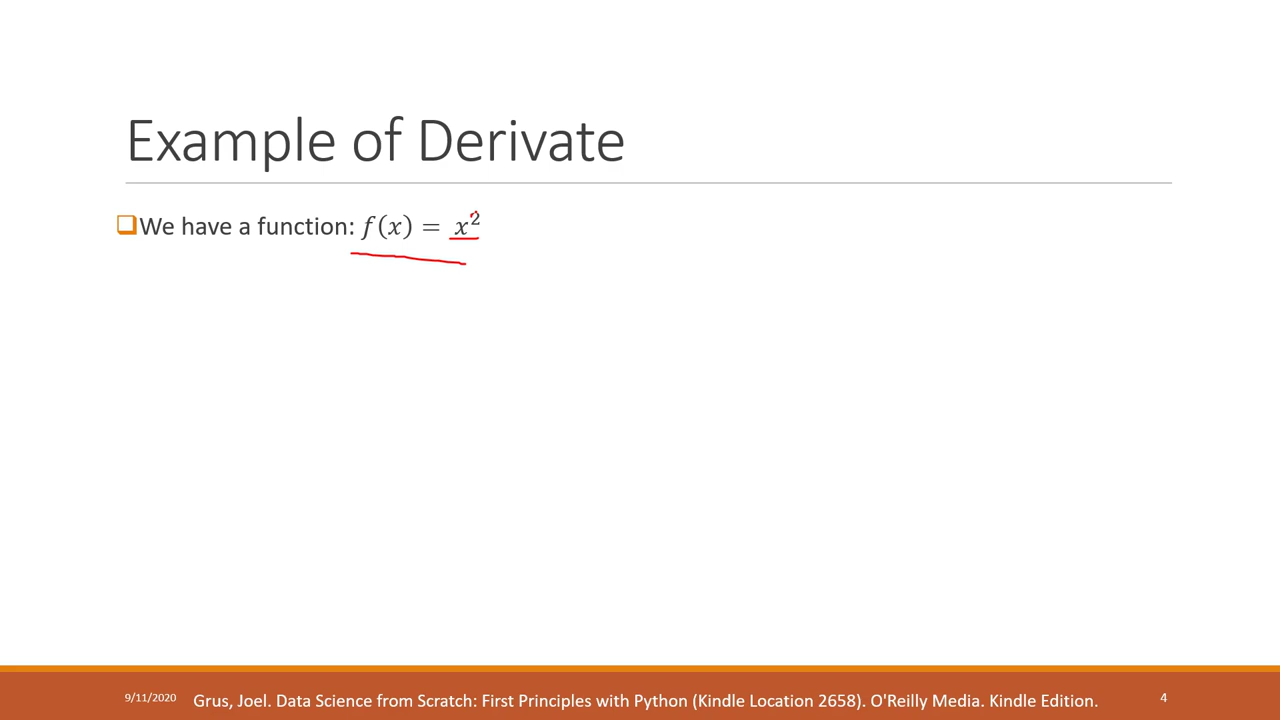 Example of Derivate
❑We have a function: f(x) = x²
9/11/2020 Grus, Joel. Data Science from Scratch: First Principles with Python (Kindle Location 2658). O'Reilly Media. Kindle Edition. 4